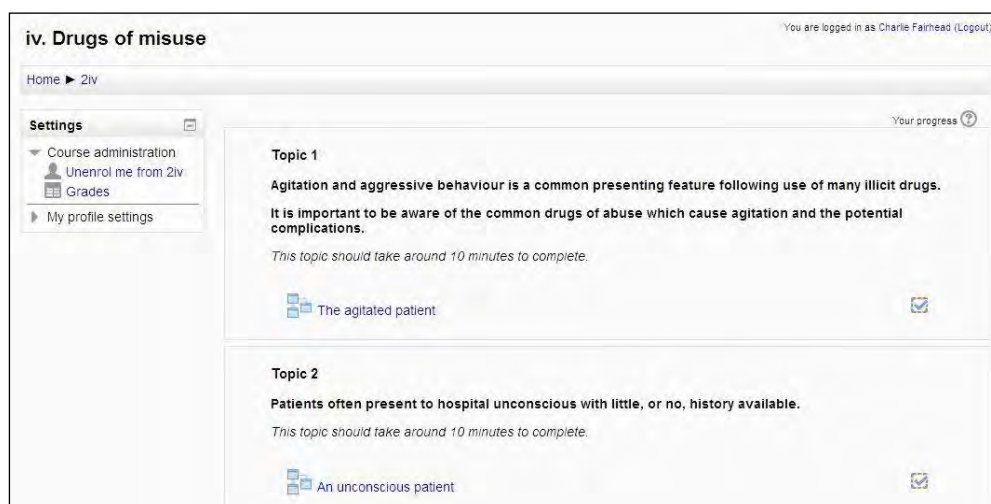 iv. Drugs of misuse
You are logged in as Charlie Fairhead (Logout)
Home ► 2iv
Settings
Course administration
Unenrol me from 2iv
Grades
My profile settings
Your progress
Topic 1
Agitation and aggressive behaviour is a common presenting feature following use of many illicit drugs.
It is important to be aware of the common drugs of abuse which cause agitation and the potential
complications.
This topic should take around 10 minutes to complete.
The agitated patient
Topic 2
Patients often present to hospital unconscious with little, or no, history available.
This topic should take around 10 minutes to complete.
An unconscious patient